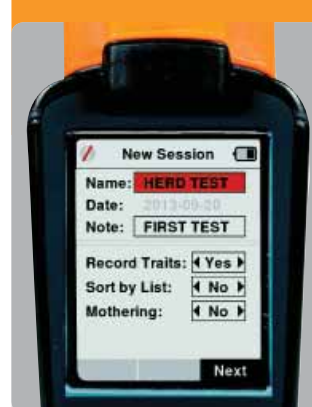 New Session
Name: HERD TEST
Date: 2013-09-20
Note: FIRST TEST
Record Traits: Yes
Sort by List: No
Mothering: No
Next